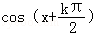 cos (x+kπ/2)